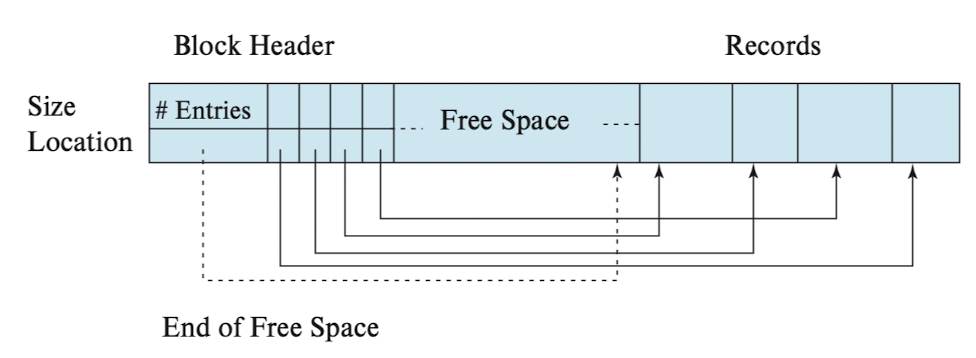 Block Header
Records
Size
# Entries
Location
Free Space
End of Free Space